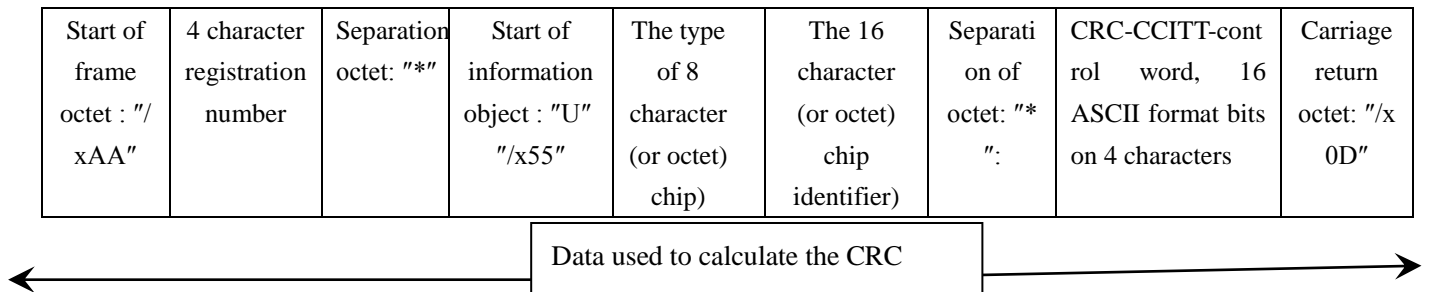 Start of
frame
octet : "/
xAA"
4 character
registration
number
Separation
octet: "*"
Start of
information
object : "U"
"/x55"
The type
of 8
character
(or octet)
chip)
The 16
character
(or octet)
chip
identifier)
Separati
on of
octet: "*
":
CRC-CCITT-cont
rol word, 16
ASCII format bits
on 4 characters
Carriage
return
octet: "/x
0D"
Data used to calculate the CRC